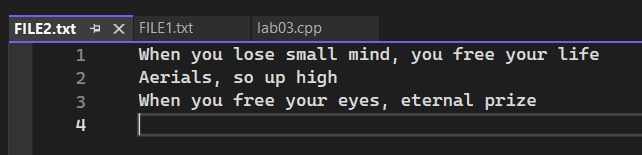 FILE2.txt FILE1.txt lab03.cpp
1 When you lose small mind, you free your life
2 Aerials, so up high
3 When you free your eyes, eternal prize
4